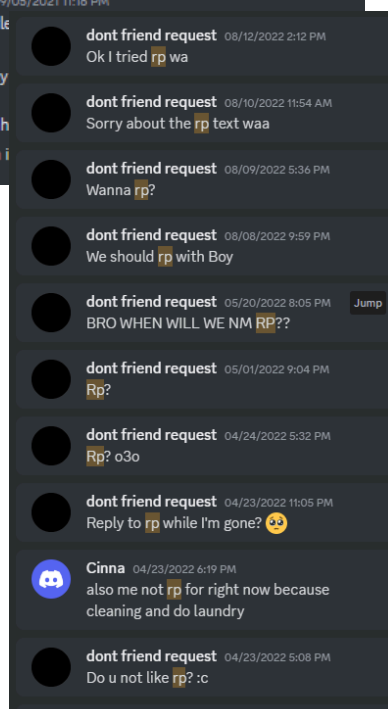 9/05/2021 11:18 PM
dont friend request 08/12/2022 2:12 PM
Ok I tried rp wa
dont friend request 08/10/2022 11:54 AM
Sorry about the rp text waa
dont friend request 08/09/2022 5:36 PM
Wanna rp?
dont friend request 08/08/2022 9:59 PM
We should rp with Boy
dont friend request 05/20/2022 8:05 PM Jump
BRO WHEN WILL WE NM RP??
dont friend request 05/01/2022 9:04 PM
Rp?
dont friend request 04/24/2022 5:32 PM
Rp? o3o
dont friend request 04/23/2022 11:05 PM
Reply to rp while I'm gone? 🥺
Cinna 04/23/2022 6:19 PM
also me not rp for right now because
cleaning and do laundry
dont friend request 04/23/2022 5:08 PM
Do u not like rp? :c